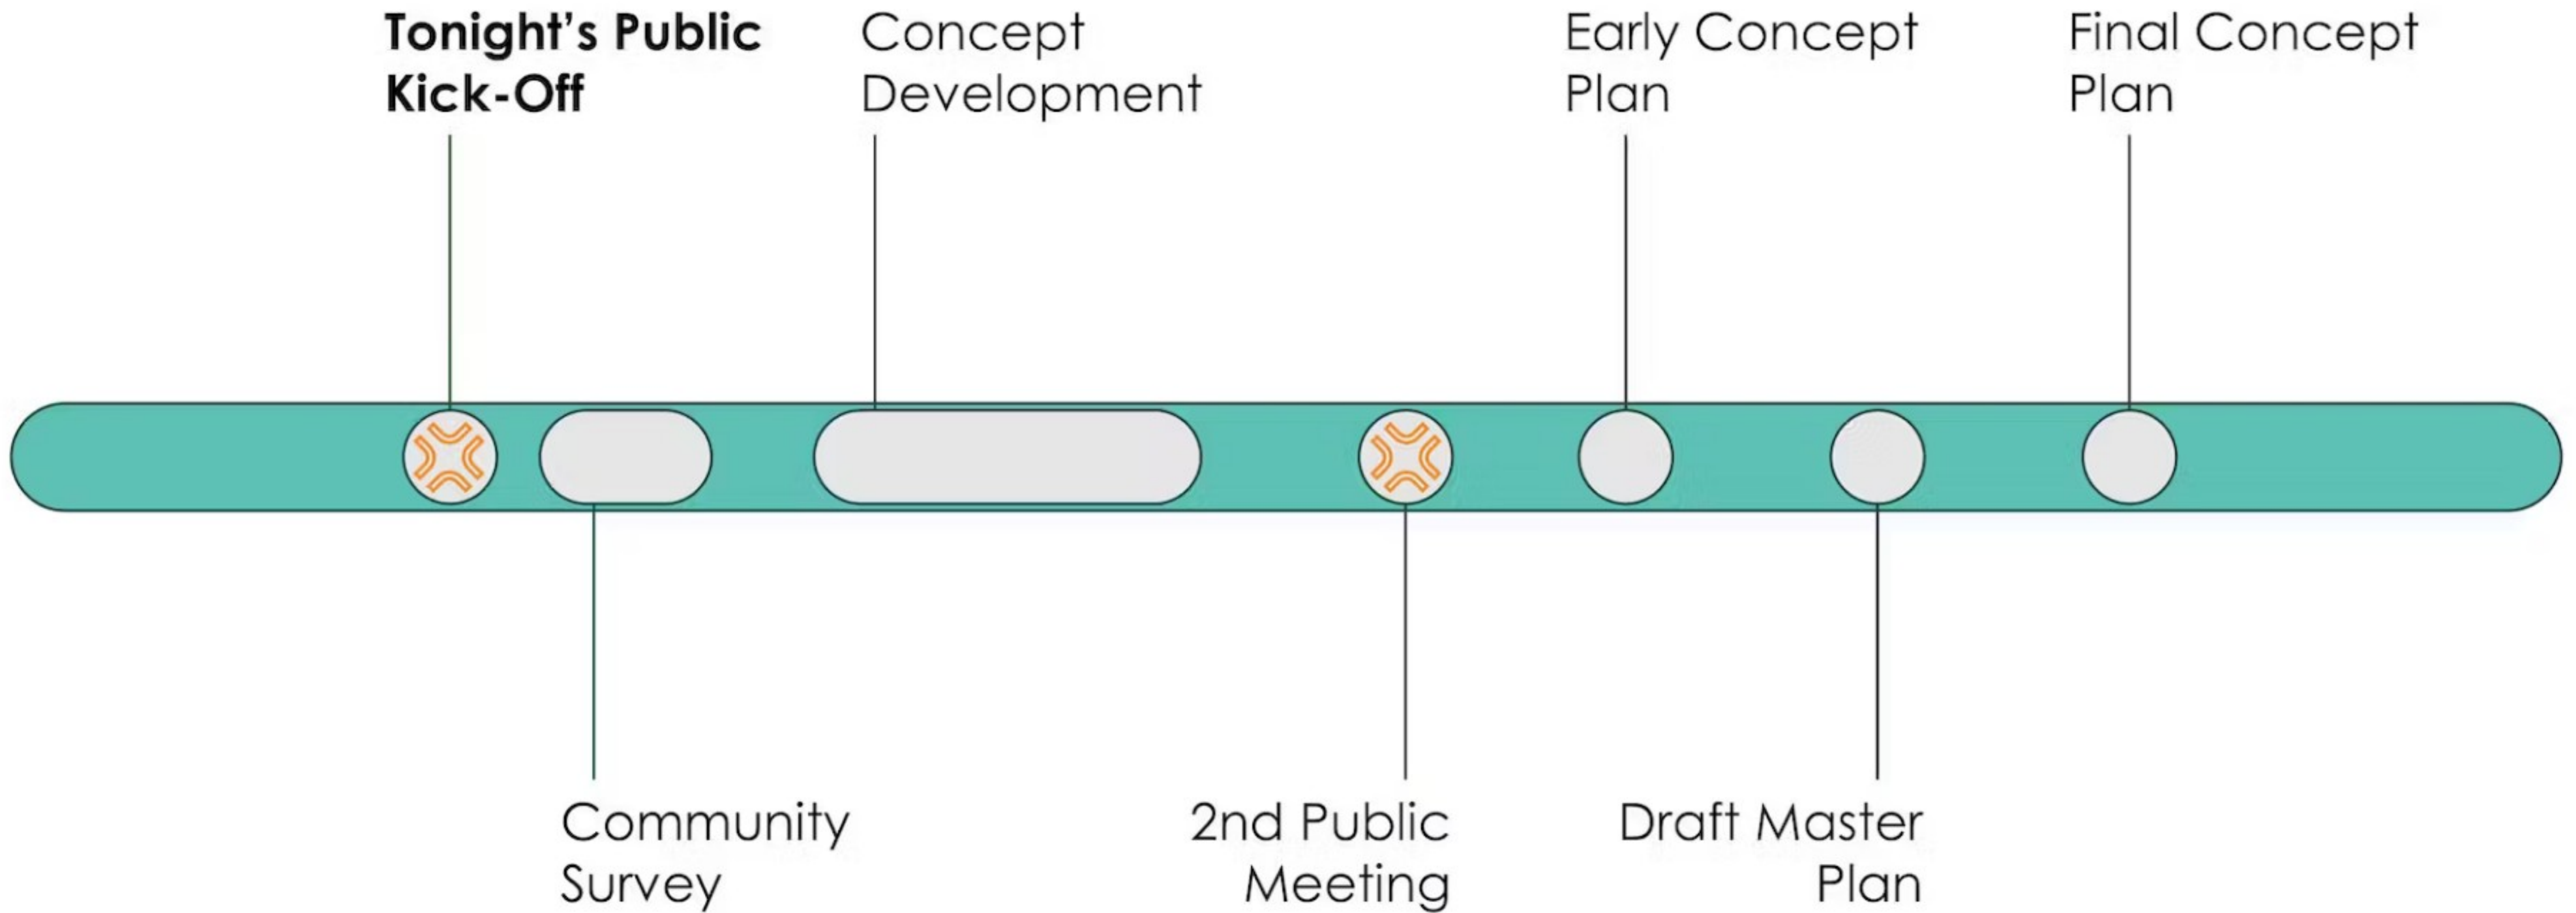 Tonight’s Public
Kick-Off
Concept
Development
Early Concept
Plan
Final Concept
Plan
Community
Survey
2nd Public
Meeting
Draft Master
Plan